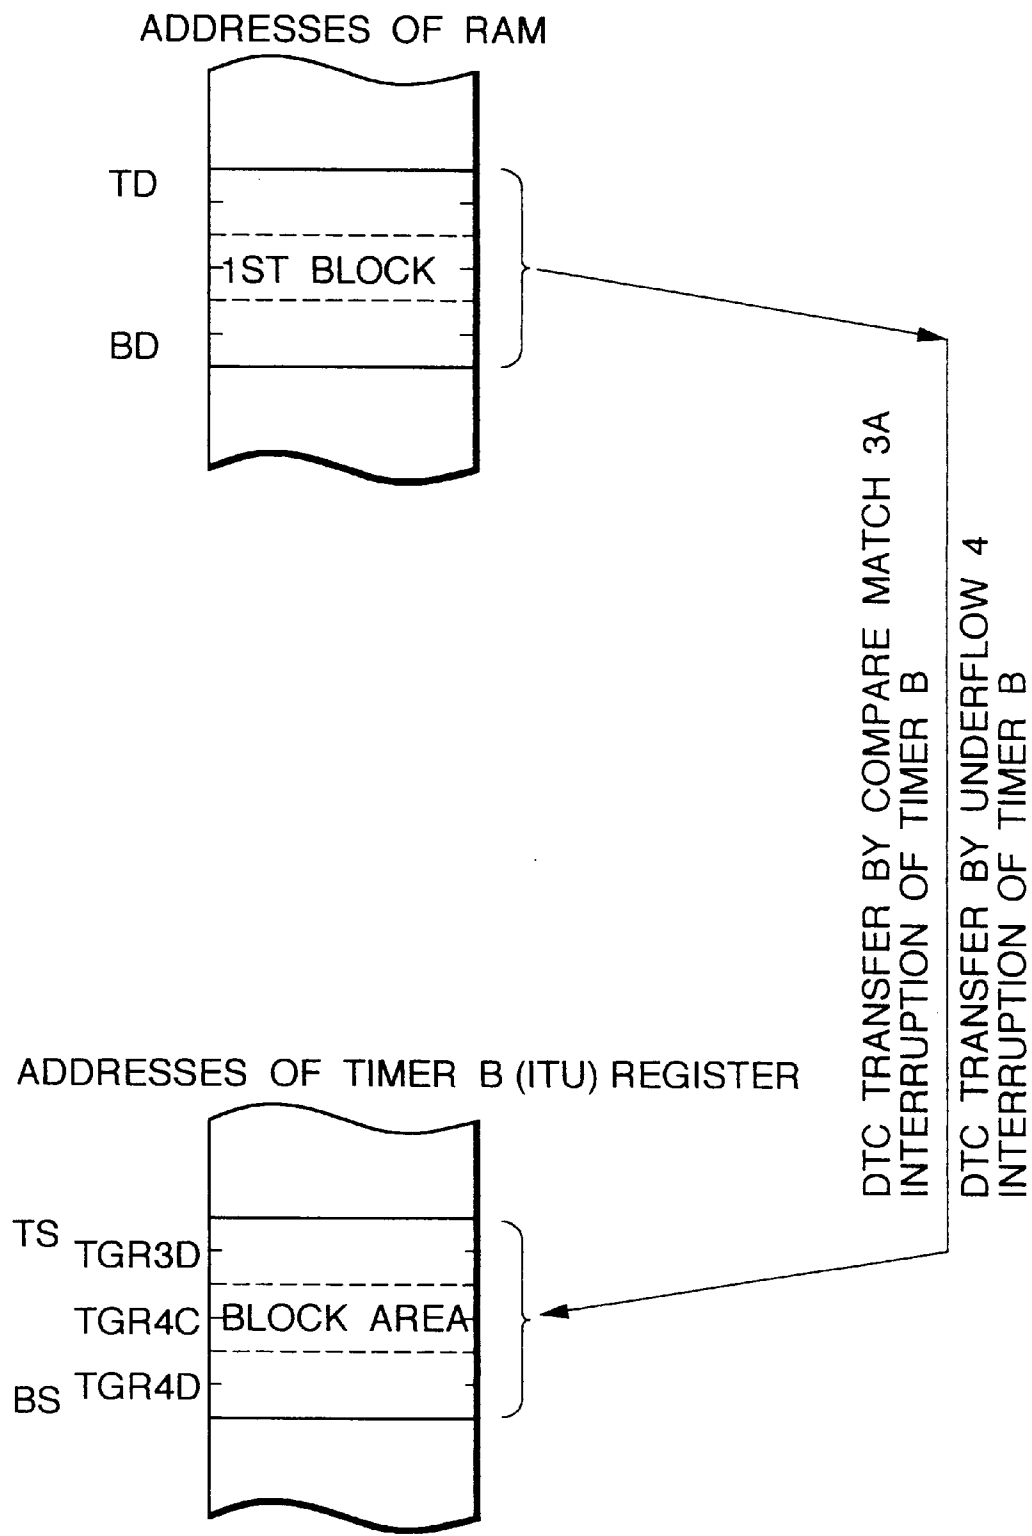 ADDRESSES OF RAM
TD
1ST BLOCK
BD
DTC TRANSFER BY COMPARE MATCH 3A
INTERRUPTION OF TIMER B
DTC TRANSFER BY UNDERFLOW 4
INTERRUPTION OF TIMER B
ADDRESSES OF TIMER B (ITU) REGISTER
TS
TGR3D
TGR4C BLOCK AREA
BS TGR4D